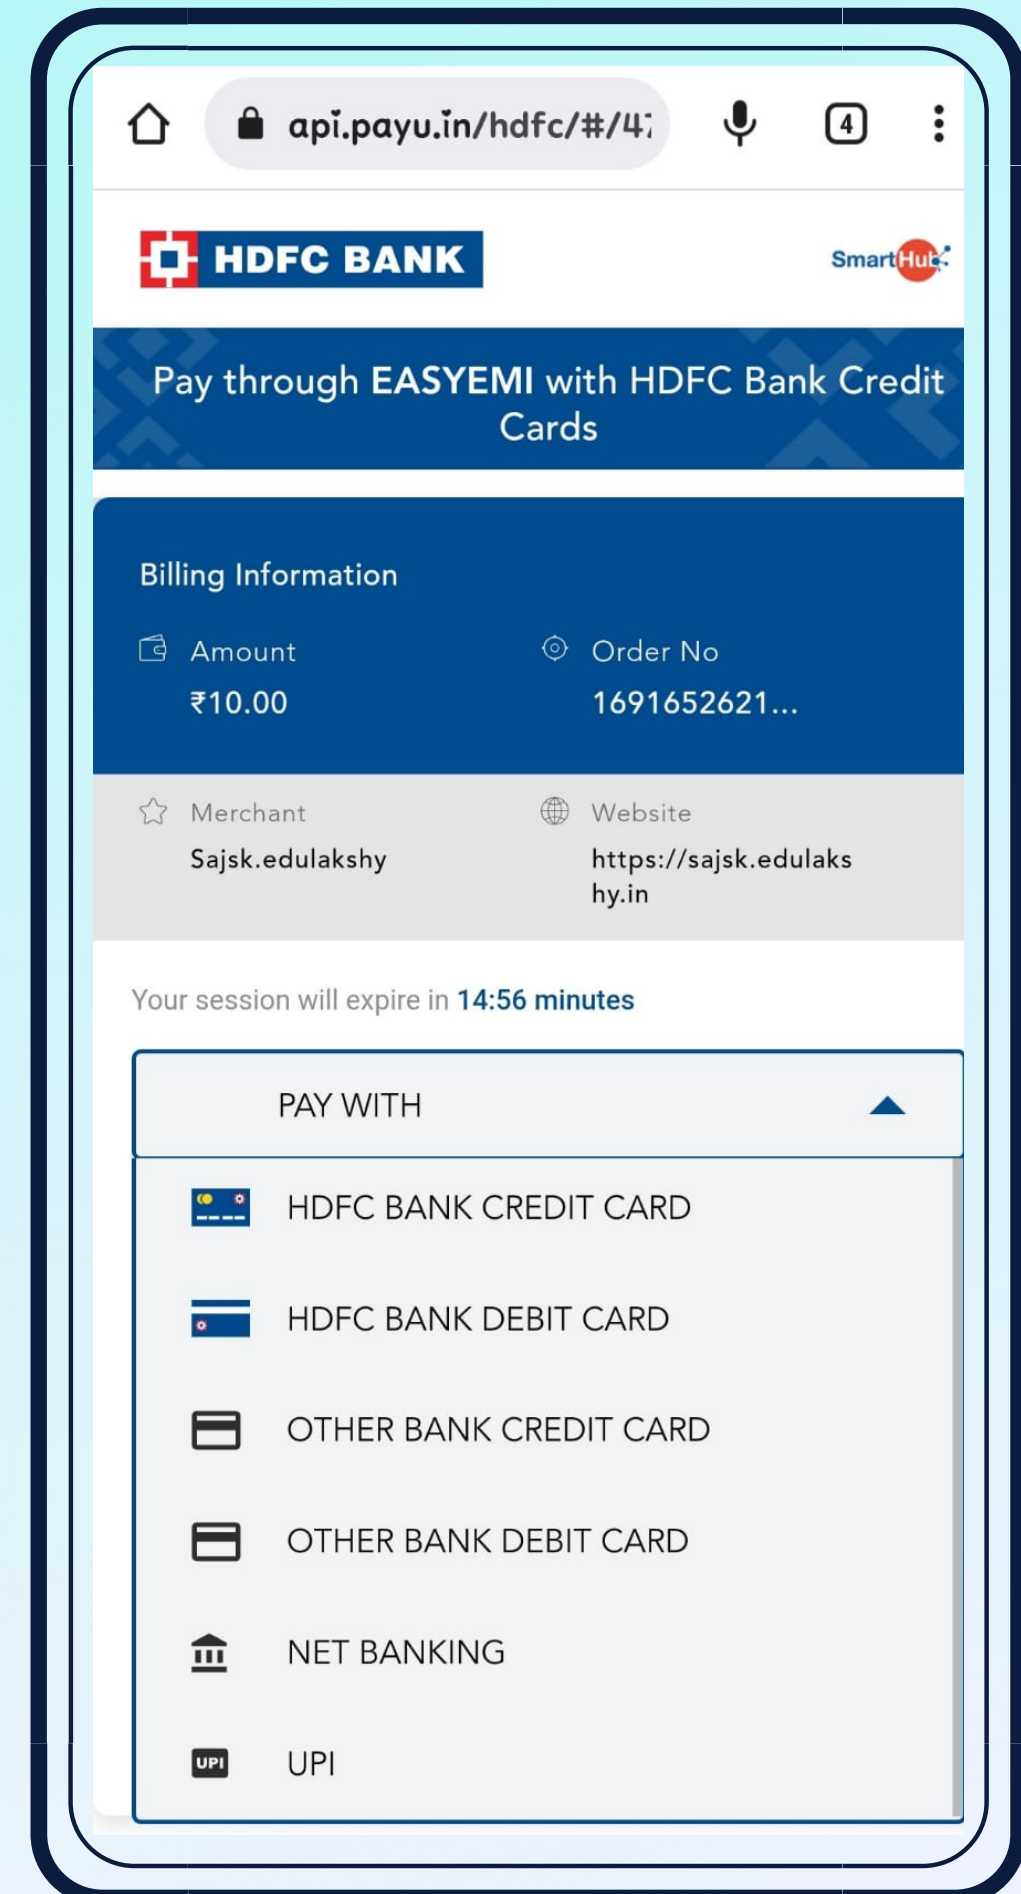 api.payu.in/hdfc/#/47
4
HDFC BANK
SmartHub
Pay through EASYEMI with HDFC Bank Credit
Cards
Billing Information
Amount
Order No
₹10.00
1691652621...
Merchant
Website
Sajsk.edulakshy
https://sajsk.edulaks
hy.in
Your session will expire in 14:56 minutes
PAY WITH
HDFC BANK CREDIT CARD
HDFC BANK DEBIT CARD
OTHER BANK CREDIT CARD
OTHER BANK DEBIT CARD
NET BANKING
UPI UPI